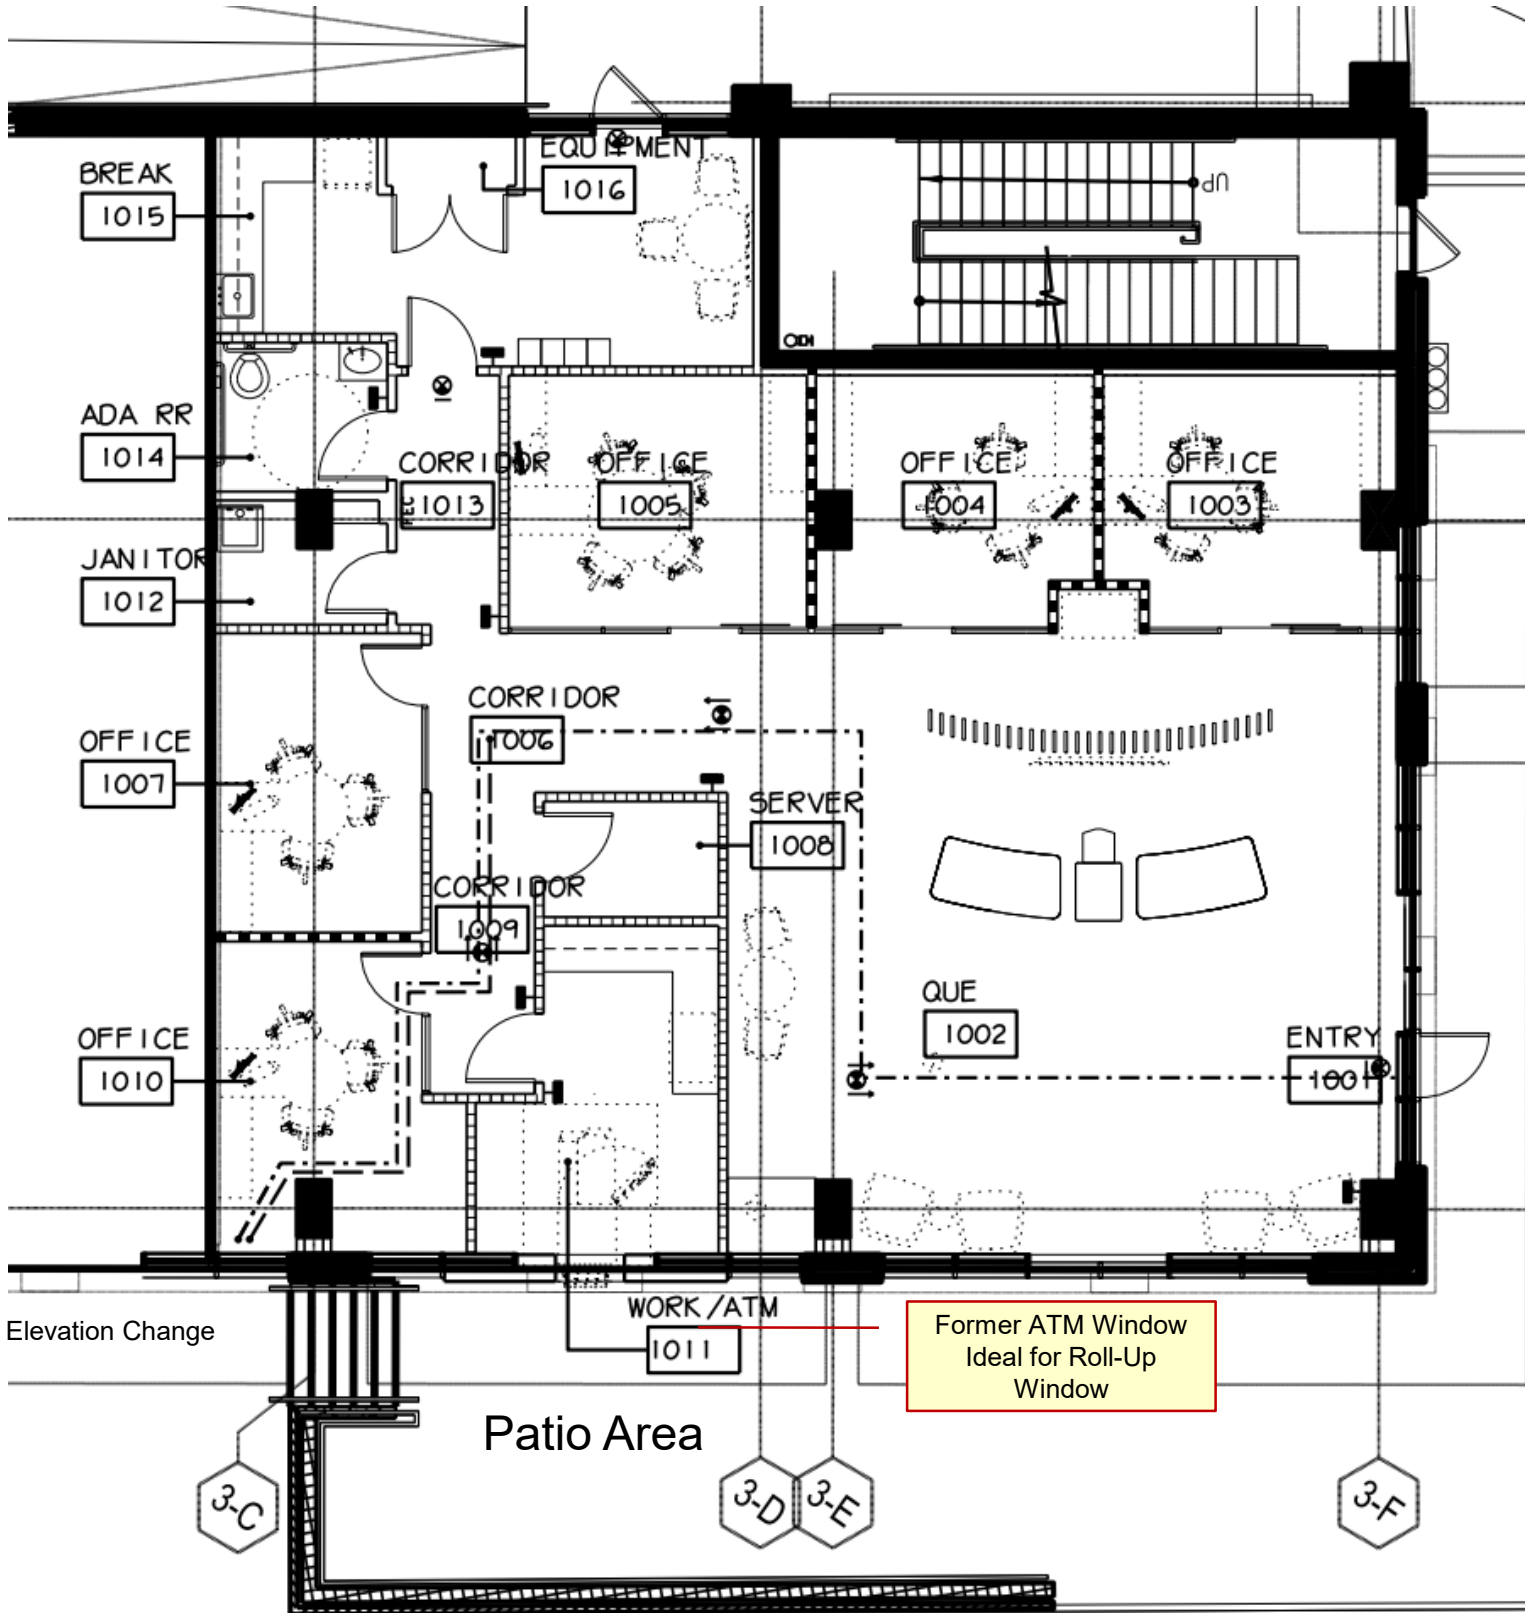 EQUIPMENT
1016
BREAK
1015
UP
ADA RR
1014
CORRIDOR
1013
FEC
OFFICE
1005
OFFICE
1004
OFFICE
1003
JANITOR
1012
CORRIDOR
1006
OFFICE
1007
SERVER
1008
CORRIDOR
1009
QUE
1002
ENTRY
1001
OFFICE
1010
WORK/ATM
1011
Elevation Change
Former ATM Window
Ideal for Roll-Up
Window
Patio Area
3-C
3-D
3-E
3-F